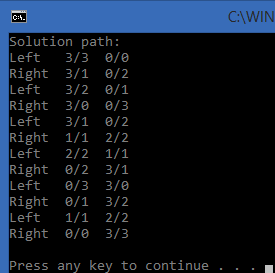 C:\WIN
Solution path:
Left 3/3 0/0
Right 3/1 0/2
Left 3/2 0/1
Right 3/0 0/3
Left 3/1 0/2
Right 1/1 2/2
Left 2/2 1/1
Right 0/2 3/1
Left 0/3 3/0
Right 0/1 3/2
Left 1/1 2/2
Right 0/0 3/3
Press any key to continue . . .